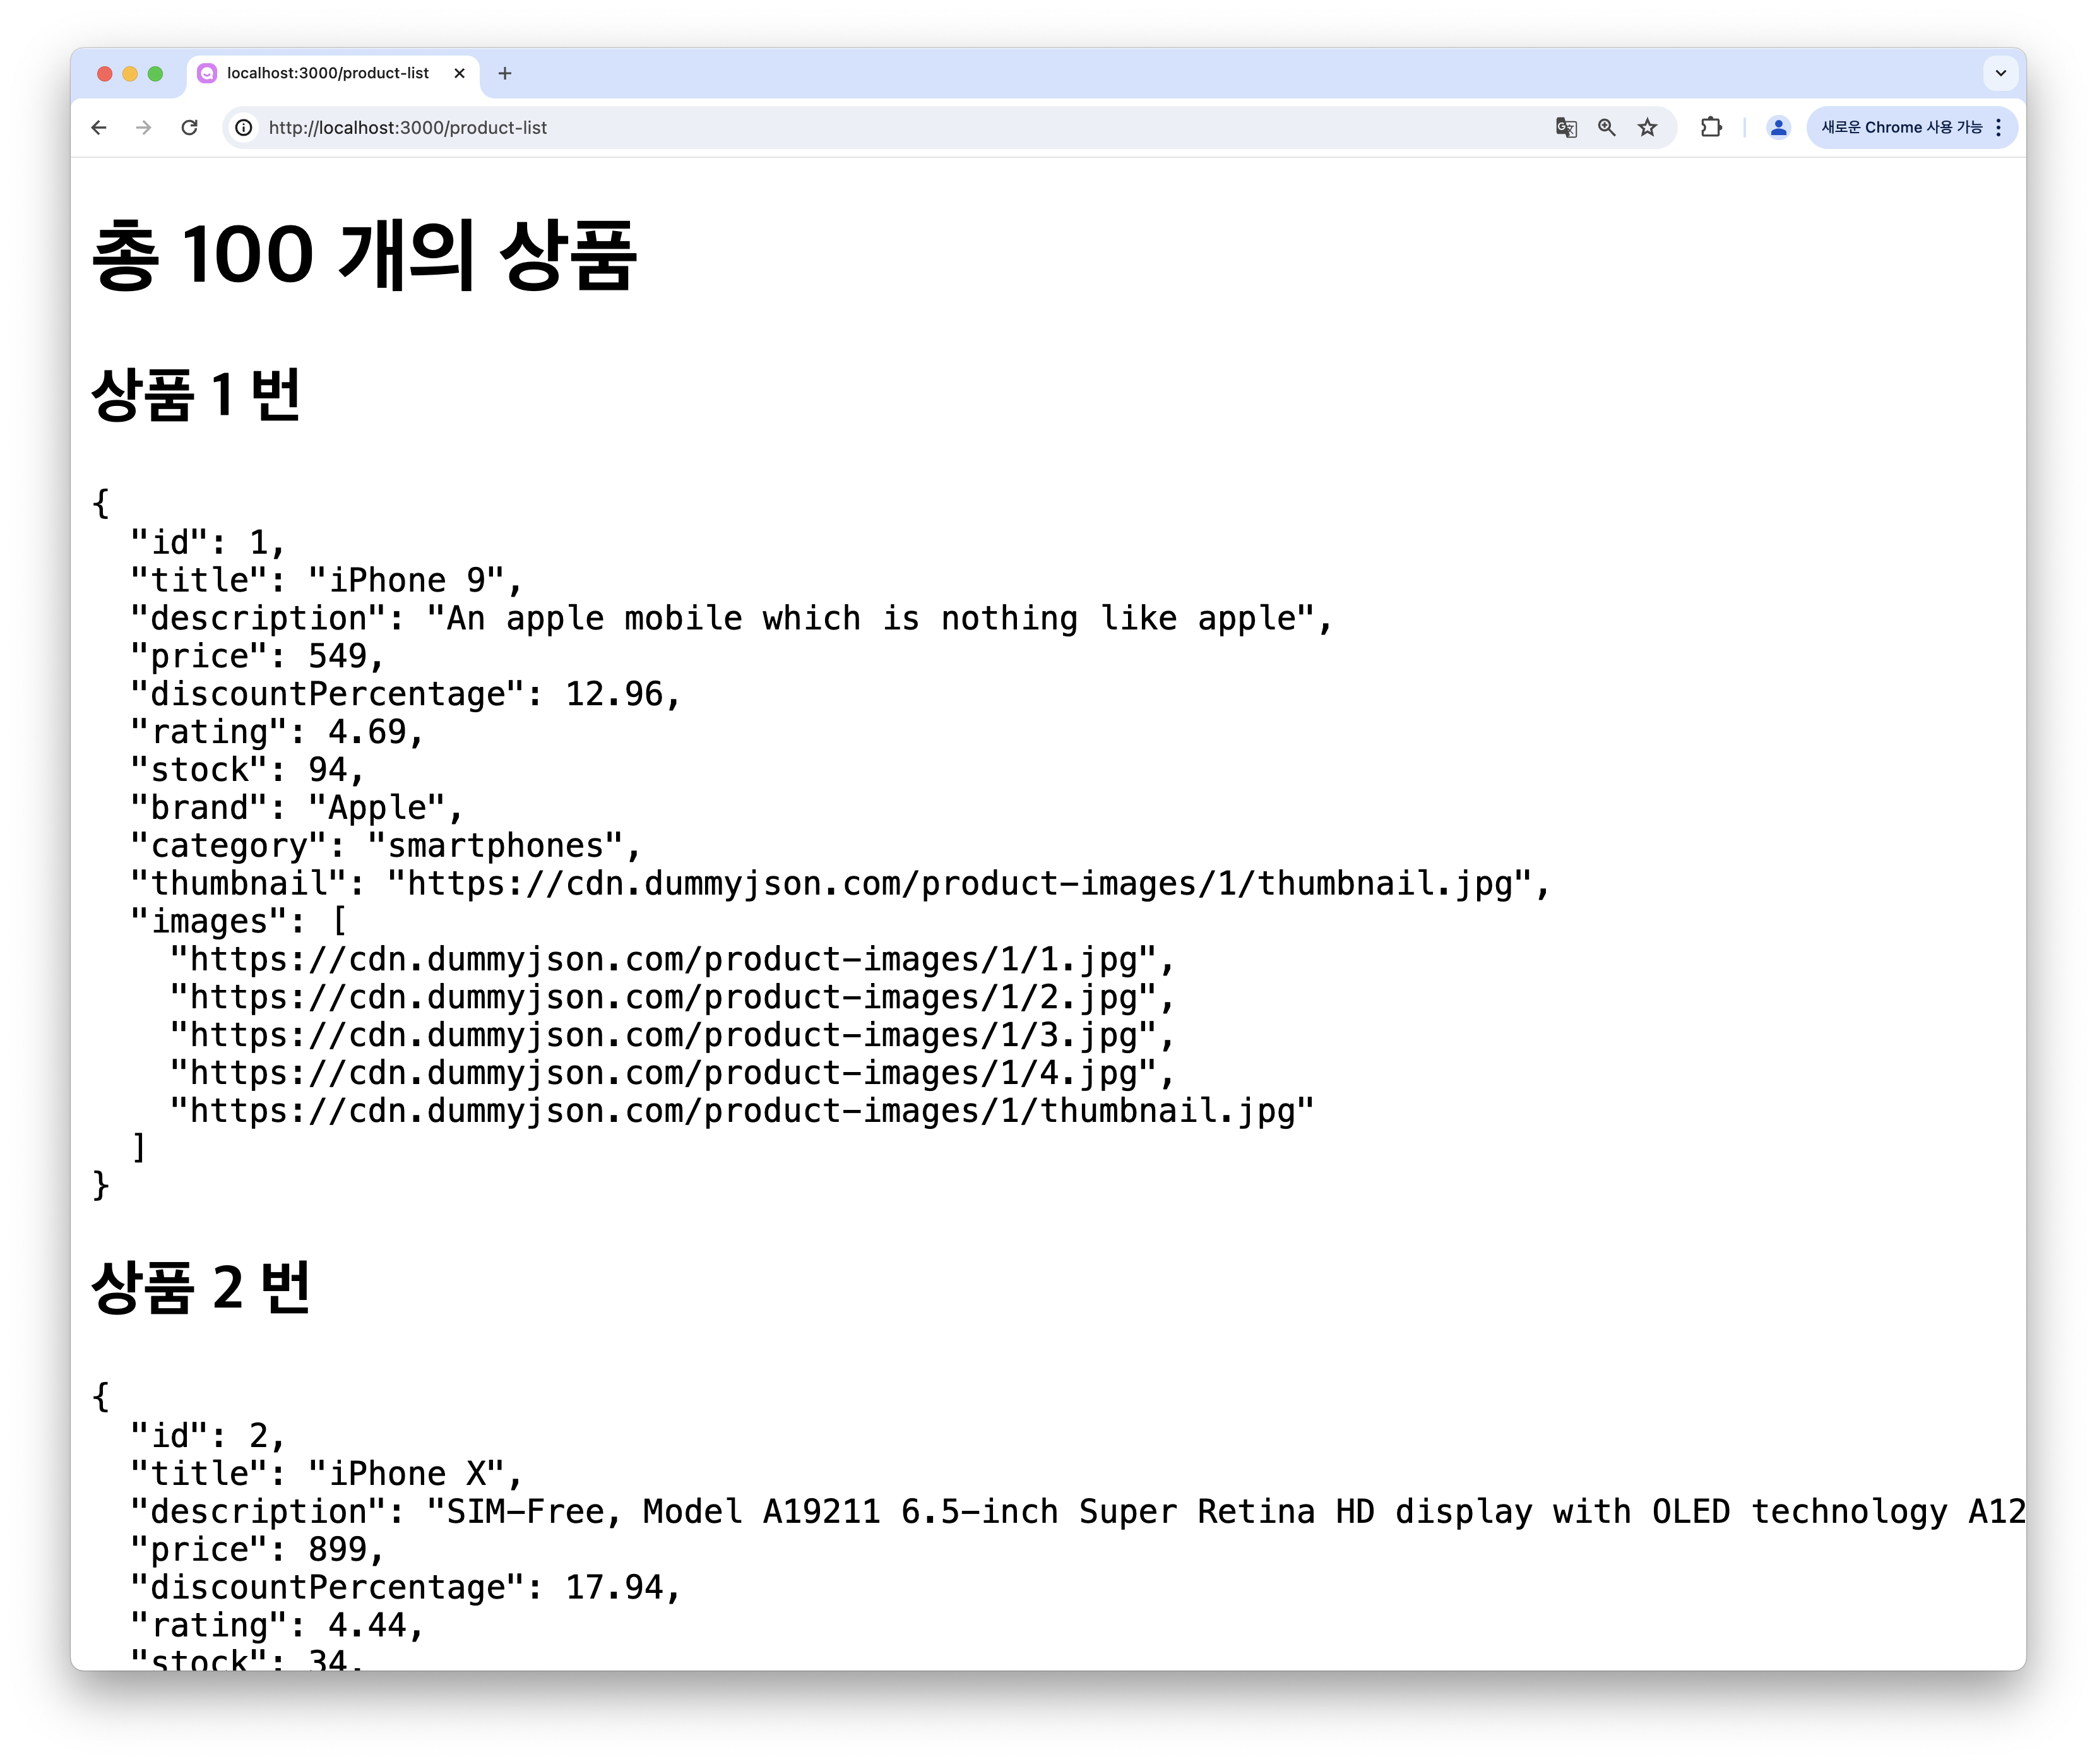 localhost:3000/product-list
http://localhost:3000/product-list
새로운 Chrome 사용 가능
총 100 개의 상품
상품 1 번
{
  "id": 1,
  "title": "iPhone 9",
  "description": "An apple mobile which is nothing like apple",
  "price": 549,
  "discountPercentage": 12.96,
  "rating": 4.69,
  "stock": 94,
  "brand": "Apple",
  "category": "smartphones",
  "thumbnail": "https://cdn.dummyjson.com/product-images/1/thumbnail.jpg",
  "images": [
    "https://cdn.dummyjson.com/product-images/1/1.jpg",
    "https://cdn.dummyjson.com/product-images/1/2.jpg",
    "https://cdn.dummyjson.com/product-images/1/3.jpg",
    "https://cdn.dummyjson.com/product-images/1/4.jpg",
    "https://cdn.dummyjson.com/product-images/1/thumbnail.jpg"
  ]
}
상품 2 번
{
  "id": 2,
  "title": "iPhone X",
  "description": "SIM-Free, Model A19211 6.5-inch Super Retina HD display with OLED technology A12
  "price": 899,
  "discountPercentage": 17.94,
  "rating": 4.44,
  "stock": 34,